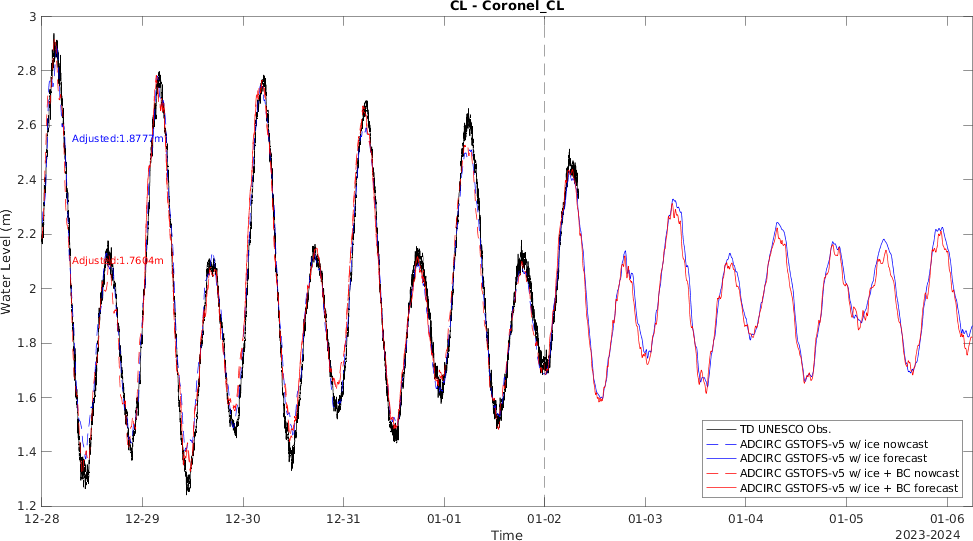 CL - Coronel_CL
Water Level (m)
3
2.8
2.6
2.4
2.2
2
1.8
1.6
1.4
1.2
Adjusted:1.8777m
Adjusted:1.7604m
TD UNESCO Obs.
ADCIRC GSTOFS-v5 w/ ice nowcast
ADCIRC GSTOFS-v5 w/ ice forecast
ADCIRC GSTOFS-v5 w/ ice + BC nowcast
ADCIRC GSTOFS-v5 w/ ice + BC forecast
12-28 12-29 12-30 12-31 01-01 01-02 01-03 01-04 01-05 01-06
Time
2023-2024